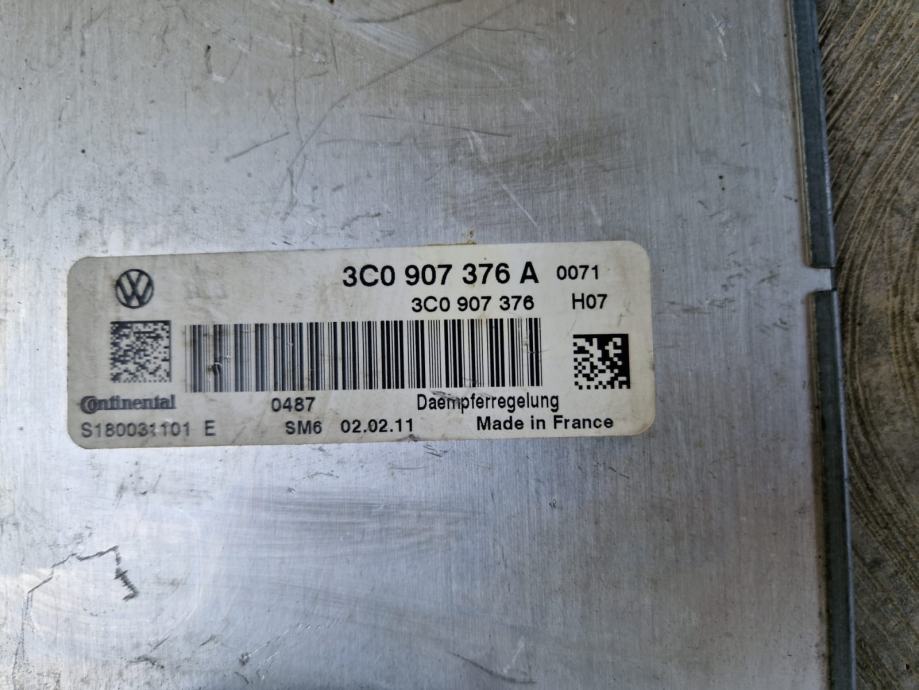 3C0 907 376 A 0071
3C0 907 376 H07
Continental 0487 Daempferregelung
S180031101 E SM6 02.02.11 Made in France